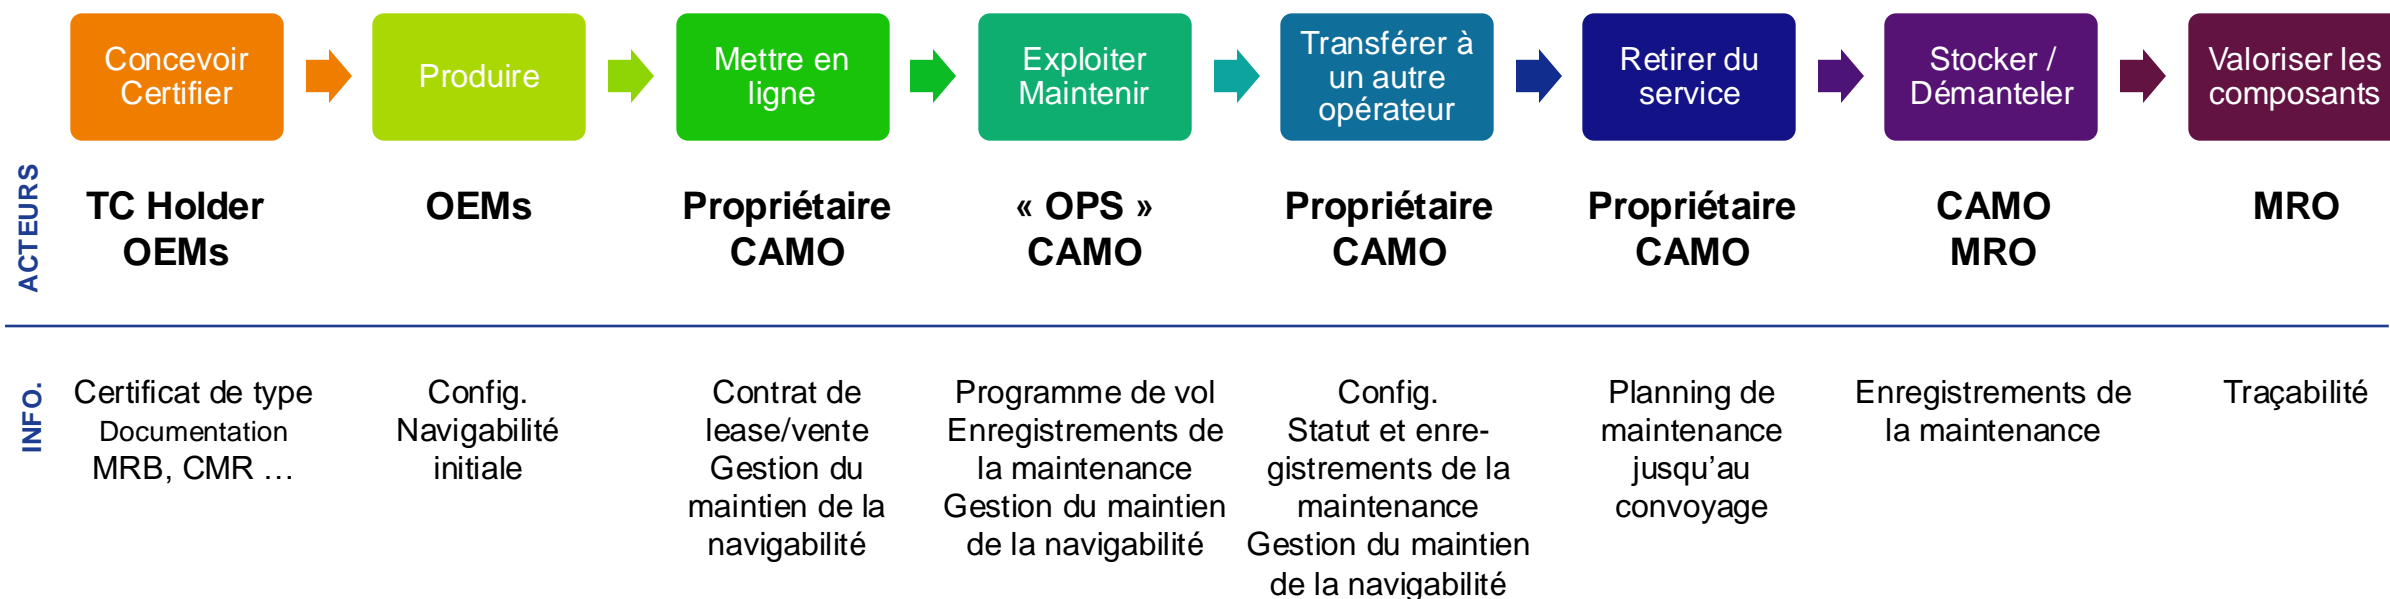 Concevoir
Certifier
Produire
Mettre en
ligne
Exploiter
Maintenir
Transférer à
un autre
opérateur
Retirer du
service
Stocker /
Démanteler
Valoriser les
composants
ACTEURS
TC Holder
OEMs
OEMs
Propriétaire
CAMO
« OPS »
CAMO
Propriétaire
CAMO
Propriétaire
CAMO
CAMO
MRO
MRO
INFO.
Certificat de type
Documentation
MRB, CMR …
Config.
Navigabilité
initiale
Contrat de
lease/vente
Gestion du
maintien de la
navigabilité
Programme de vol
Enregistrements de
la maintenance
Gestion du maintien
de la navigabilité
Config.
Statut et enre-
gistrements de la
maintenance
Gestion du maintien
de la navigabilité
Planning de
maintenance
jusqu’au
convoyage
Enregistrements de
la maintenance
Traçabilité